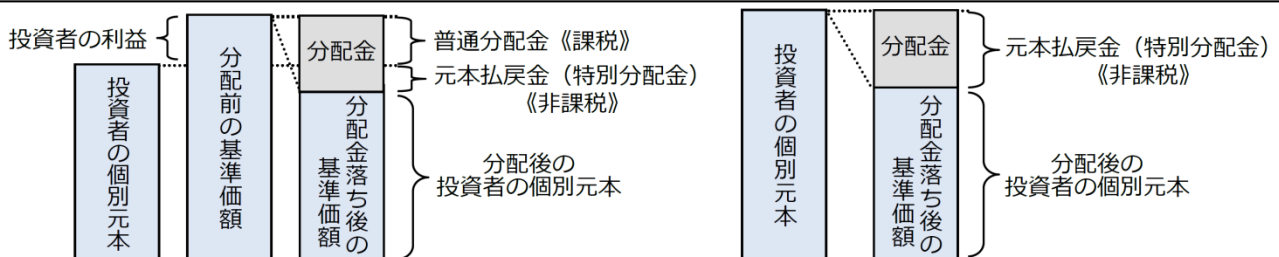 投資者の利益
投資者の個別元本
分配前の基準価額
分配金
分配金落ち後の
基準価額
普通分配金《課税》
元本払戻金（特別分配金）
《非課税》
分配後の
投資者の個別元本
投資者の個別元本
分配金
分配金落ち後の
基準価額
元本払戻金（特別分配金）
《非課税》
分配後の
投資者の個別元本